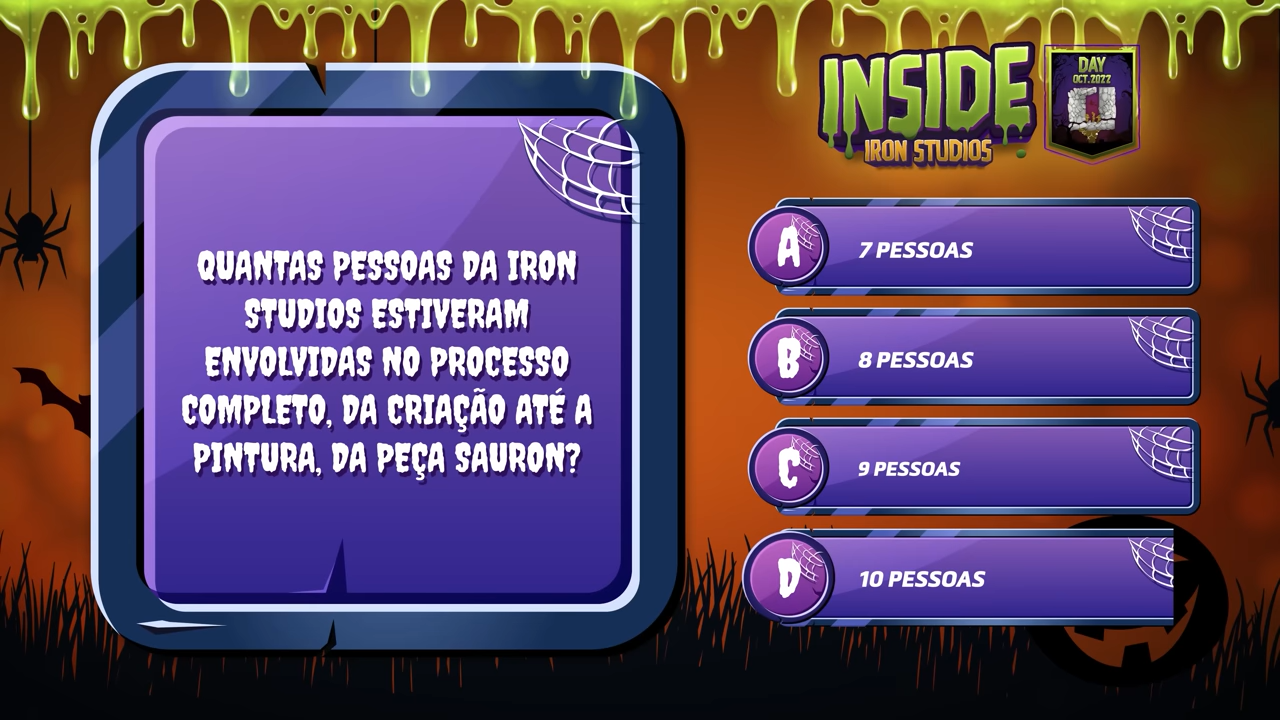 INSIDE
IRON STUDIOS
DAY
OCT.2022
QUANTAS PESSOAS DA IRON
STUDIOS ESTIVERAM
ENVOLVIDAS NO PROCESSO
COMPLETO, DA CRIAÇÃO ATÉ A
PINTURA, DA PEÇA SAURON?
A 7 PESSOAS
B 8 PESSOAS
C 9 PESSOAS
D 10 PESSOAS